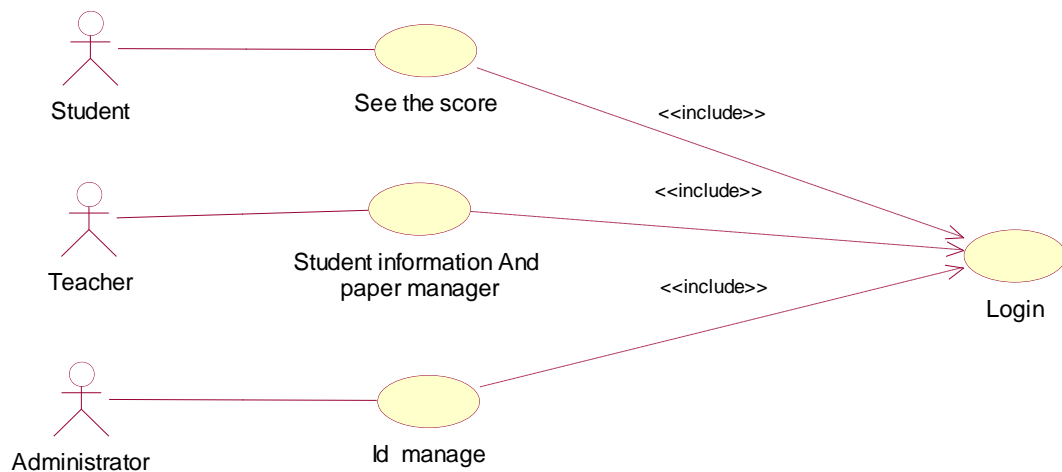 Student
See the score
<<include>>
Teacher
Student information And
paper manager
<<include>>
<<include>>
Login
Administrator
Id manage